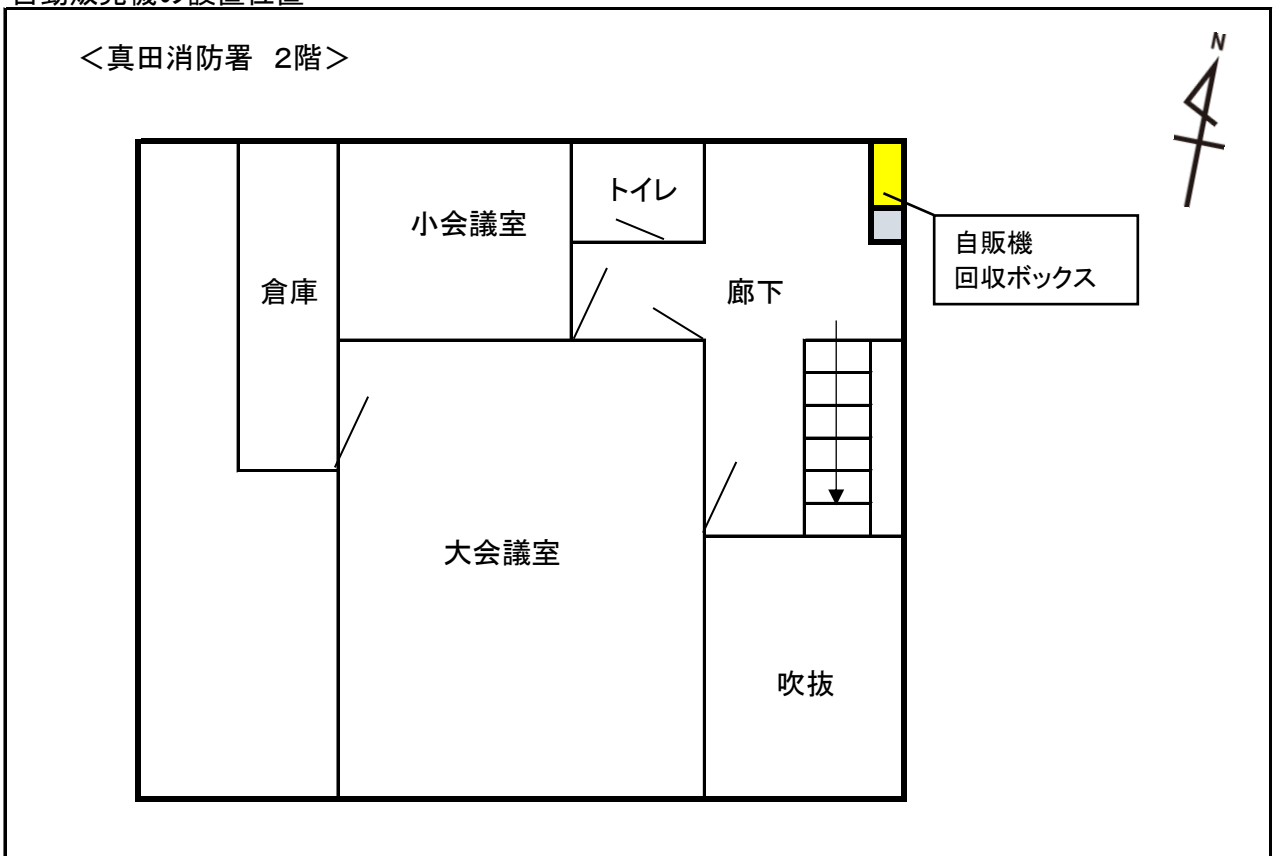 自動販売機の設置位置
＜真田消防署　2階＞
N
トイレ
小会議室
自販機
回収ボックス
倉庫
廊下
大会議室
吹抜